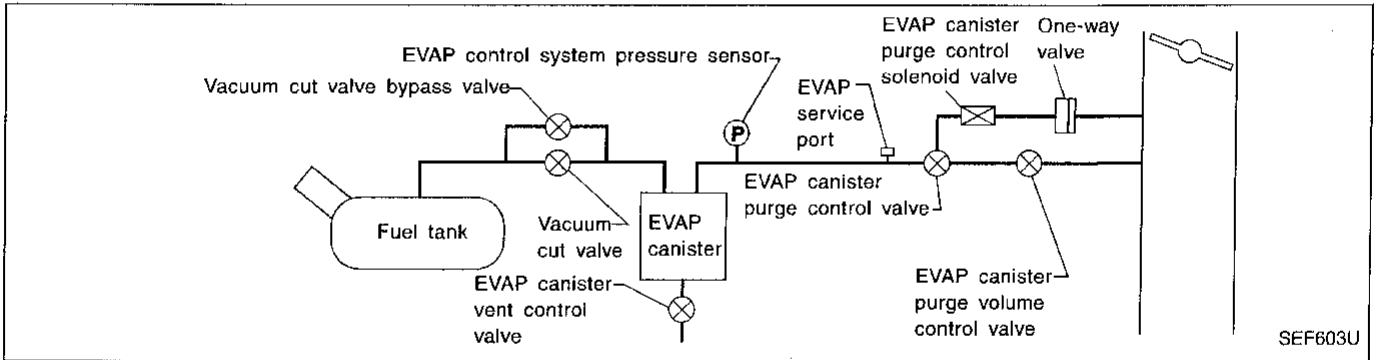 EVAP control system pressure sensor
Vacuum cut valve bypass valve
P
EVAP
service
port
EVAP canister
purge control
solenoid valve
One-way
valve
Fuel tank
Vacuum
cut valve
EVAP
canister
EVAP canister
purge control valve
EVAP canister
vent control
valve
EVAP canister
purge volume
control valve
SEF603U